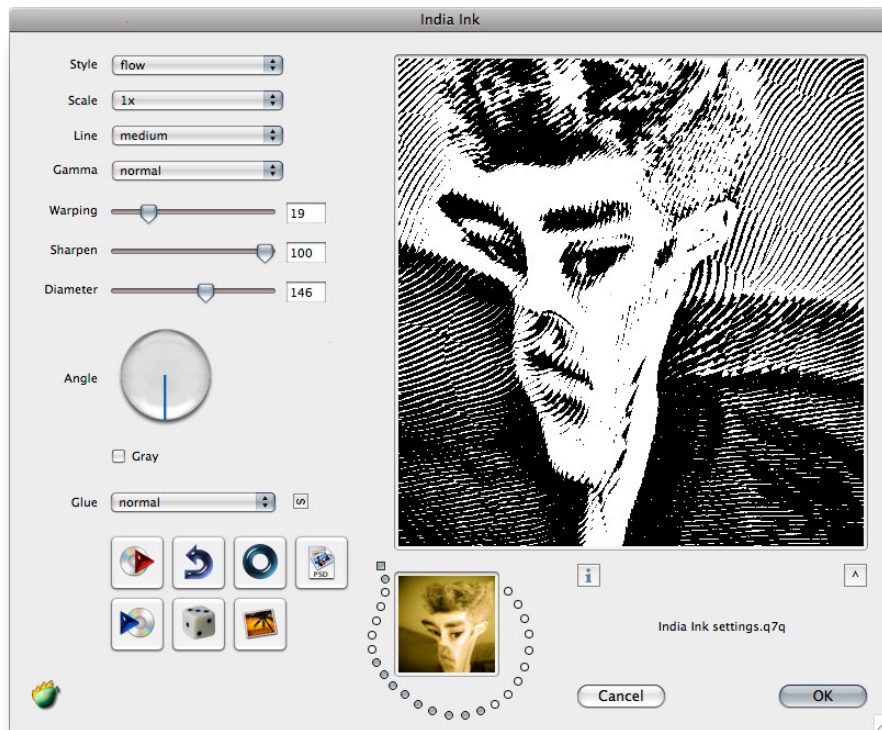 India Ink
Style flow
Scale 1x
Line medium
Gamma normal
Warping 19
Sharpen 100
Diameter 146
Angle
Gray
Glue normal S
PSD
i ^
India Ink settings.q7q
Cancel OK